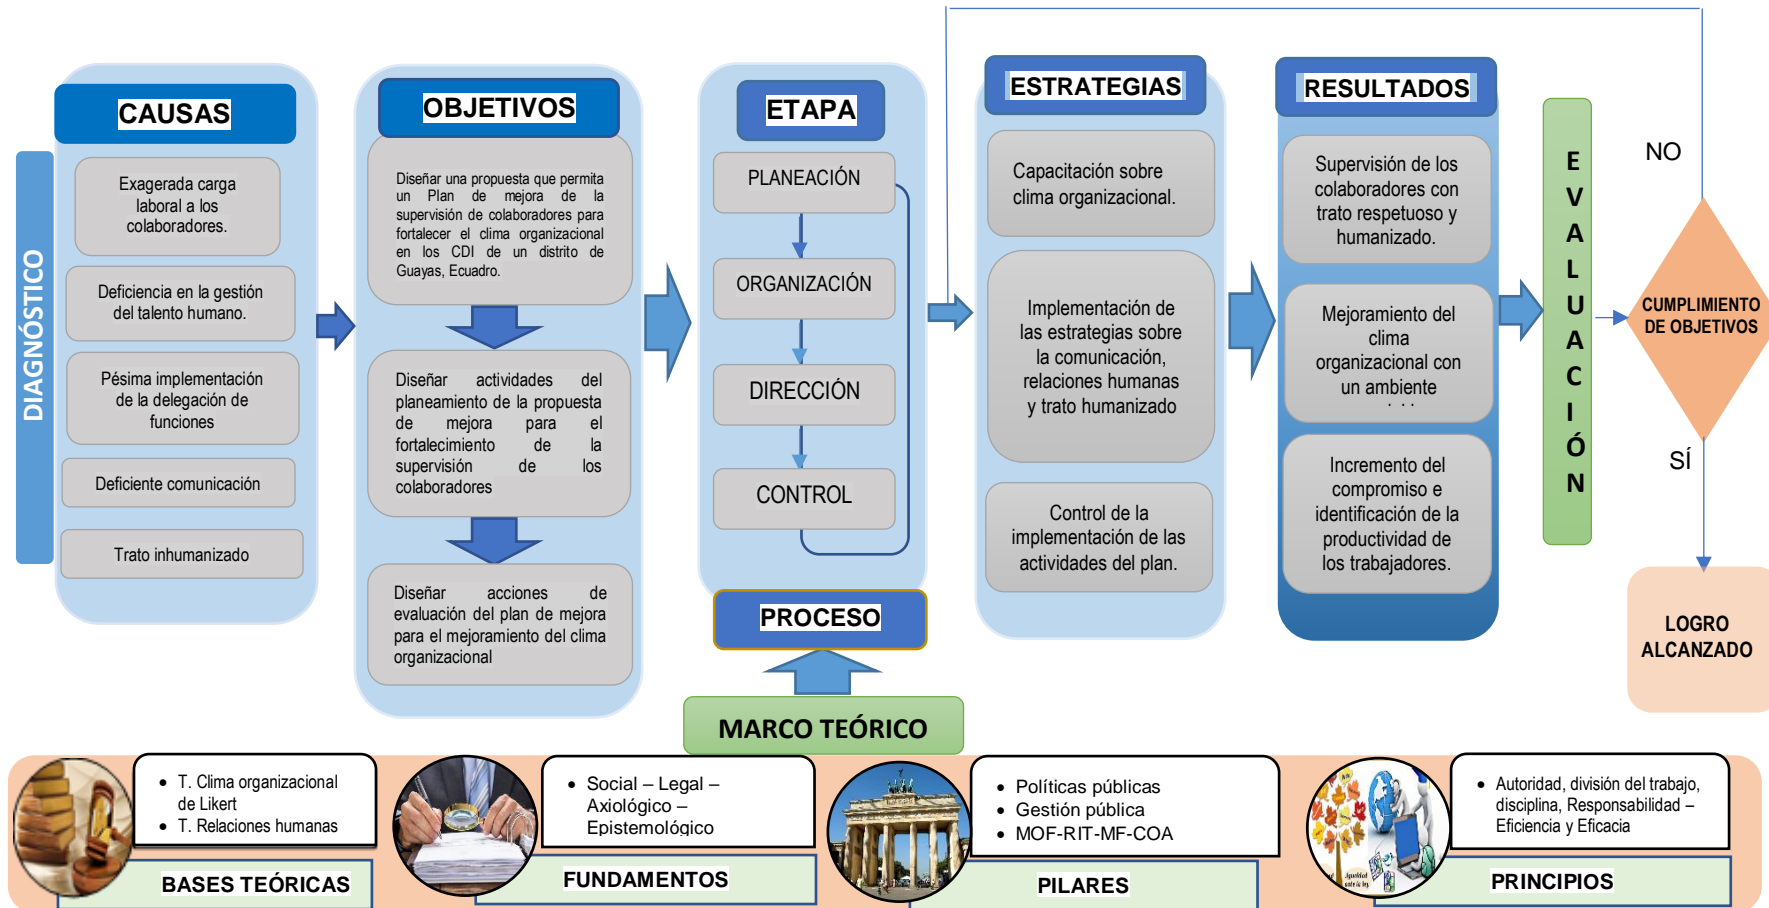 DIAGNÓSTICO
CAUSAS
Exagerada carga
laboral a los
colaboradores.
Deficiencia en la gestión
del talento humano.
Pésima implementación
de la delegación de
funciones
Deficiente comunicación
Trato inhumanizado
OBJETIVOS
Diseñar una propuesta que permita
un Plan de mejora de la
supervisión de colaboradores para
fortalecer el clima organizacional
en los CDI de un distrito de
Guayas, Ecuadro.
Diseñar actividades del
planeamiento de la propuesta
de mejora para el
fortalecimiento de la
supervisión de los
colaboradores
Diseñar acciones de
evaluación del plan de mejora
para el mejoramiento del clima
organizacional
ETAPA
PLANEACIÓN
ORGANIZACIÓN
DIRECCIÓN
CONTROL
PROCESO
ESTRATEGIAS
Capacitación sobre
clima organizacional.
Implementación de
las estrategias sobre
la comunicación,
relaciones humanas
y trato humanizado
Control de la
implementación de las
actividades del plan.
RESULTADOS
Supervisión de los
colaboradores con
trato respetuoso y
humanizado.
Mejoramiento del
clima
organizacional con
un ambiente
Incremento del
compromiso e
identificación de la
productividad de
los trabajadores.
EVALUACIÓN
NO
CUMPLIMIENTO
DE OBJETIVOS
SÍ
LOGRO
ALCANZADO
MARCO TEÓRICO
• T. Clima organizacional
de Likert
• T. Relaciones humanas
BASES TEÓRICAS
• Social – Legal –
Axiológico –
Epistemológico
FUNDAMENTOS
• Políticas públicas
• Gestión pública
• MOF-RIT-MF-COA
PILARES
• Autoridad, división del trabajo,
disciplina, Responsabilidad –
Eficiencia y Eficacia
PRINCIPIOS